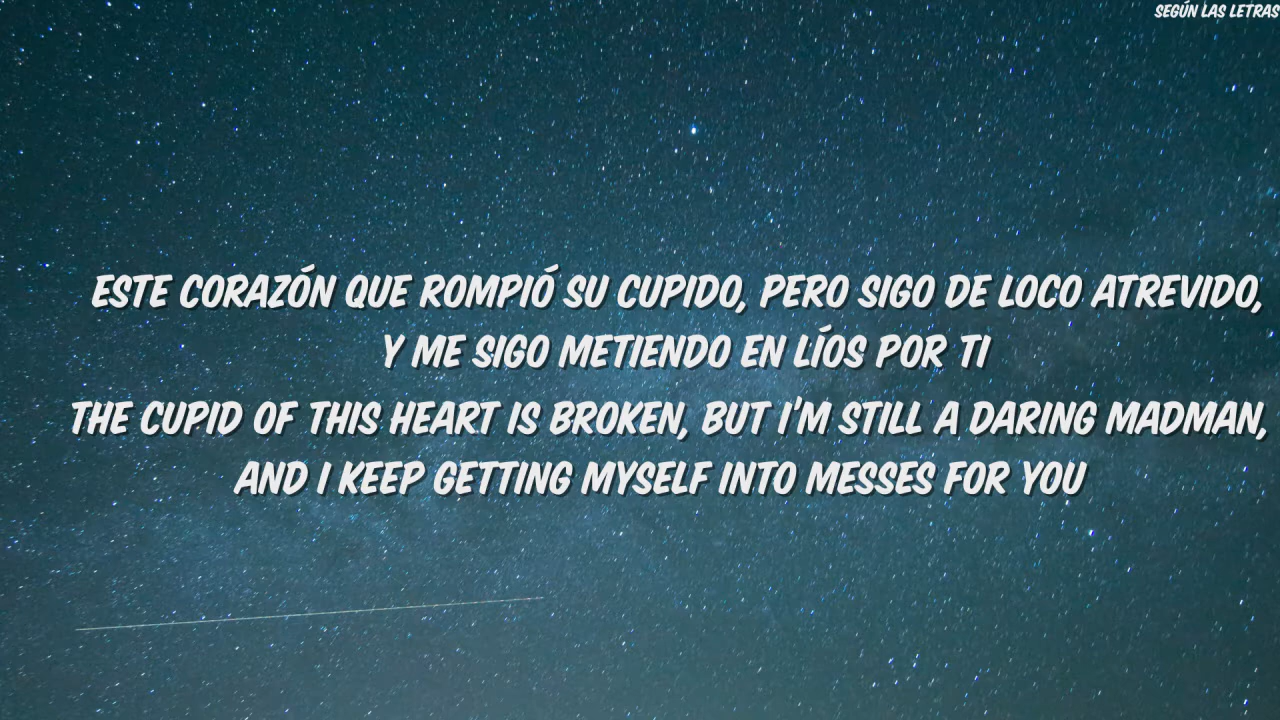 SEGÚN LAS LETRAS
ESTE CORAZÓN QUE ROMPIÓ SU CUPIDO, PERO SIGO DE LOCO ATREVIDO,
Y ME SIGO METIENDO EN LÍOS POR TI
THE CUPID OF THIS HEART IS BROKEN, BUT I'M STILL A DARING MADMAN,
AND I KEEP GETTING MYSELF INTO MESSES FOR YOU